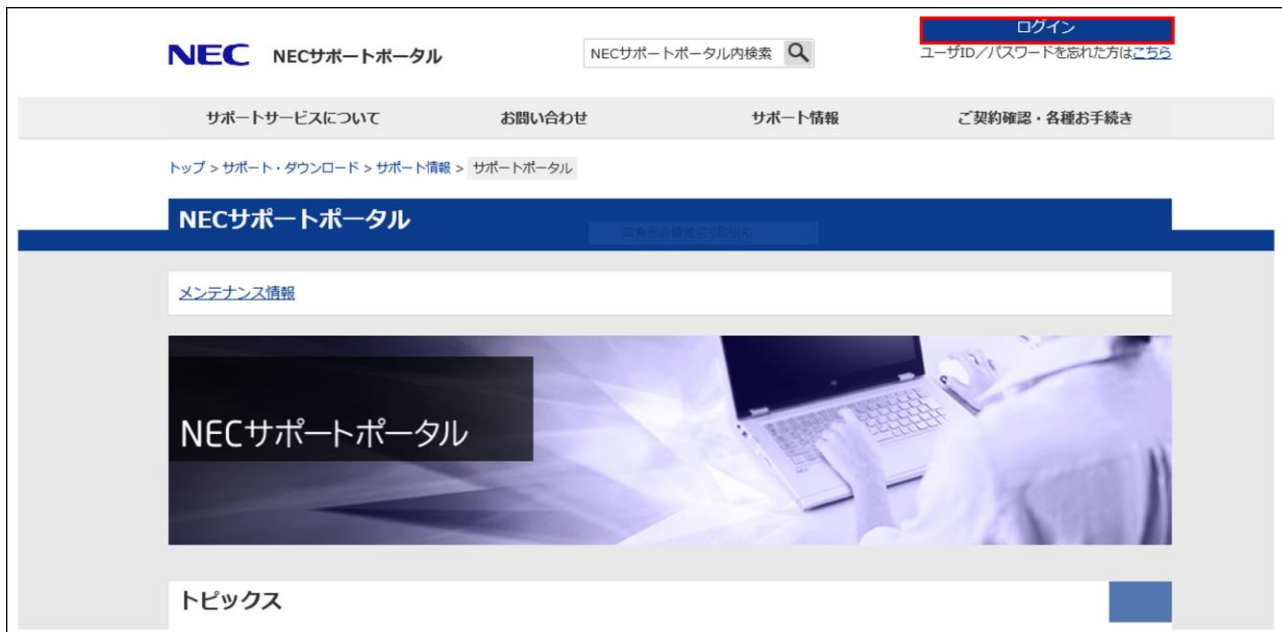 ログイン
NEC NECサポートポータル
NECサポートポータル内検索
ユーザID／パスワードを忘れた方はこちら
サポートサービスについて お問い合わせ サポート情報 ご契約確認・各種お手続き
トップ > サポート・ダウンロード > サポート情報 > サポートポータル
NECサポートポータル
メンテナンス情報
NECサポートポータル
トピックス